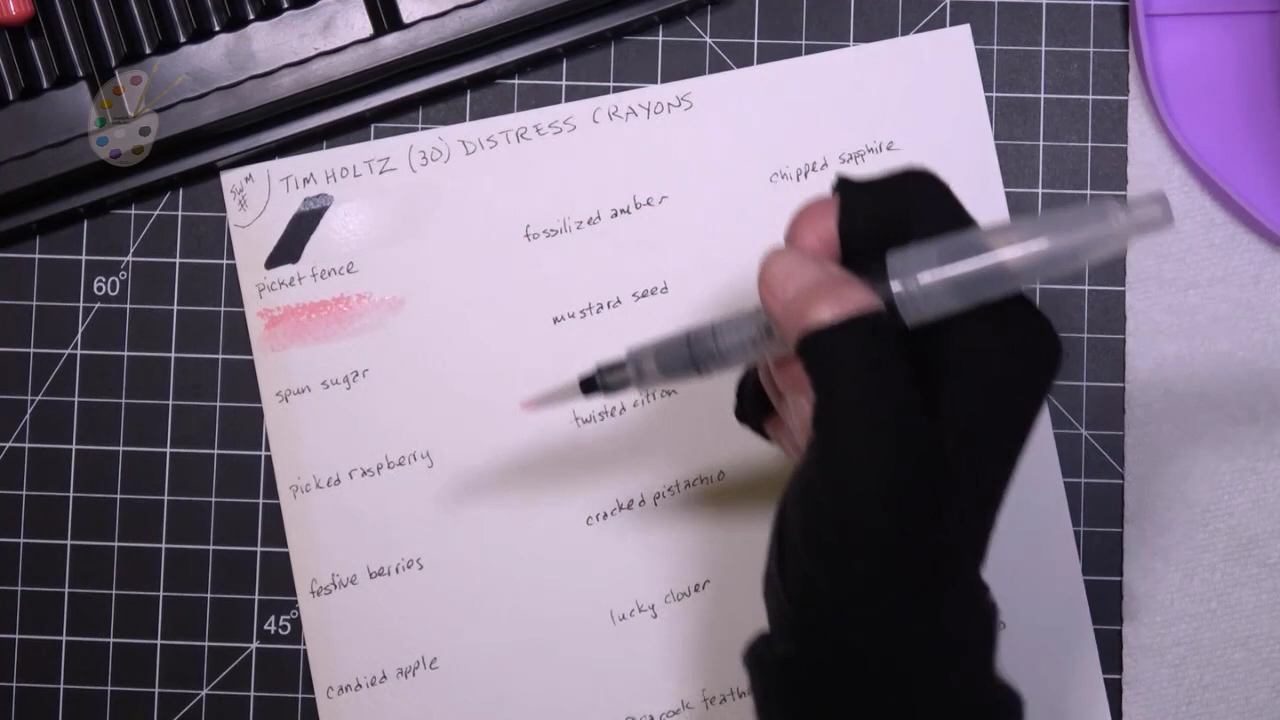 TIM HOLTZ (30) DISTRESS CRAYONS
picket fence
spun sugar
picked raspberry
festive berries
candied apple
fossilized amber
mustard seed
twisted citron
cracked pistachio
lucky clover
chipped sapphire
60°
45°